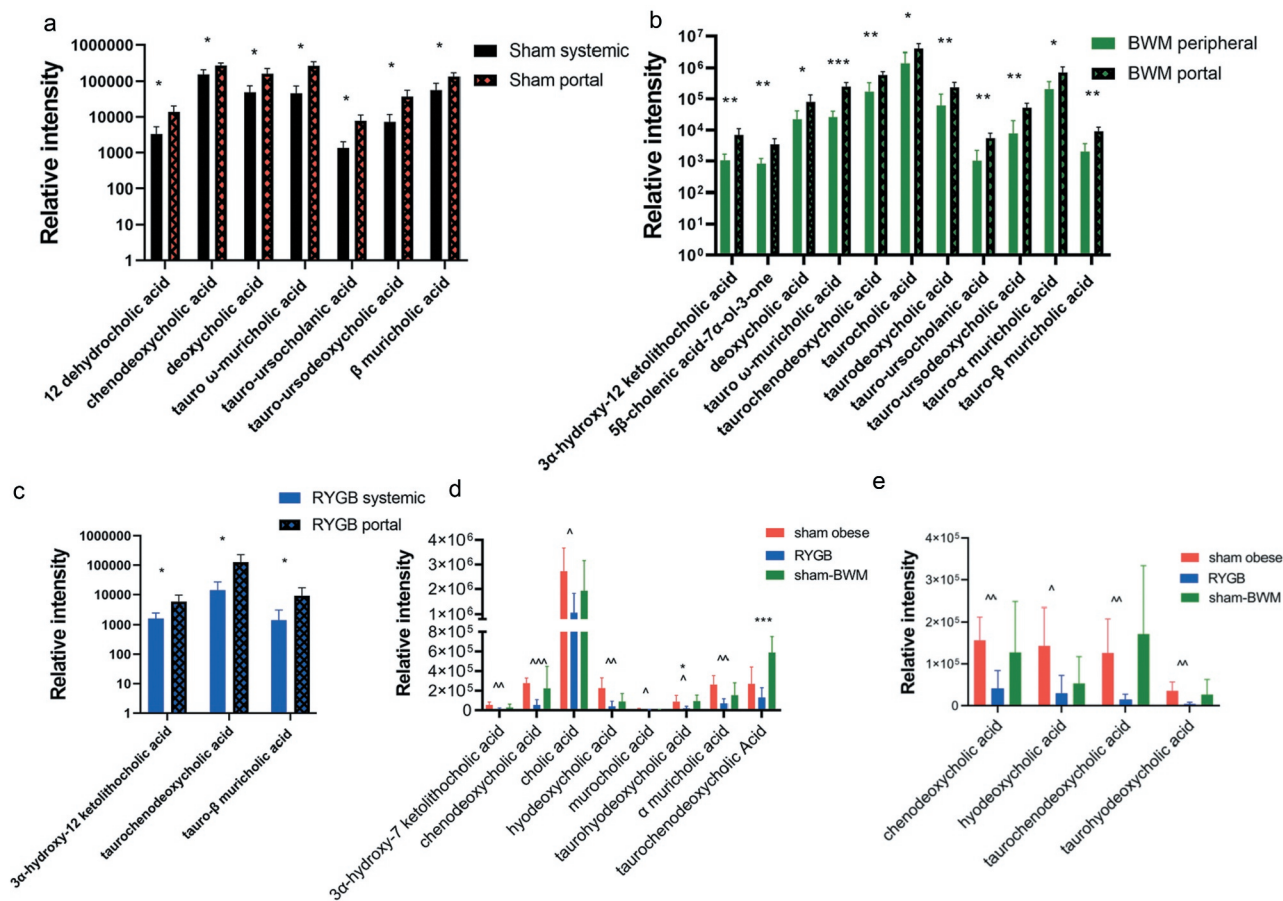 a
Sham systemic
Sham portal
Relative intensity
1000000
100000
10000
1000
100
10
1
* * * * * * *
12 dehydrocholic acid
chenodeoxycholic acid
deoxycholic acid
tauro ω-muricholic acid
tauro-ursocholanic acid
tauro-ursodeoxycholic acid
β muricholic acid
b
BWM peripheral
BWM portal
Relative intensity
10⁷
10⁶
10⁵
10⁴
10³
10²
10¹
10⁰
** ** * *** ** * ** ** ** * **
3α-hydroxy-12 ketolithocholic acid
5β-cholenic acid-7α-ol-3-one
deoxycholic acid
tauro ω-muricholic acid
taurochenodeoxycholic acid
taurocholic acid
taurodeoxycholic acid
tauro-ursocholanic acid
tauro-ursodeoxycholic acid
tauro-α muricholic acid
tauro-β muricholic acid
c
RYGB systemic
RYGB portal
Relative intensity
1000000
100000
10000
1000
100
10
1
* * *
3α-hydroxy-12 ketolithocholic acid
taurochenodeoxycholic acid
tauro-β muricholic acid
d
sham obese
RYGB
sham-BWM
Relative intensity
4×10⁶
3×10⁶
2×10⁶
1×10⁶
8×10⁵
6×10⁵
4×10⁵
2×10⁵
0
^^ ^^^ ^ ^^ ^ * ^ ^^ ***
3α-hydroxy-7 ketolithocholic acid
chenodeoxycholic acid
cholic acid
hyodeoxycholic acid
murocholic acid
taurohyodeoxycholic acid
α muricholic acid
taurochenodeoxycholic Acid
e
sham obese
RYGB
sham-BWM
Relative intensity
4×10⁵
3×10⁵
2×10⁵
1×10⁵
0
^^ ^ ^^ ^^
chenodeoxycholic acid
hyodeoxycholic acid
taurochenodeoxycholic acid
taurohyodeoxycholic acid